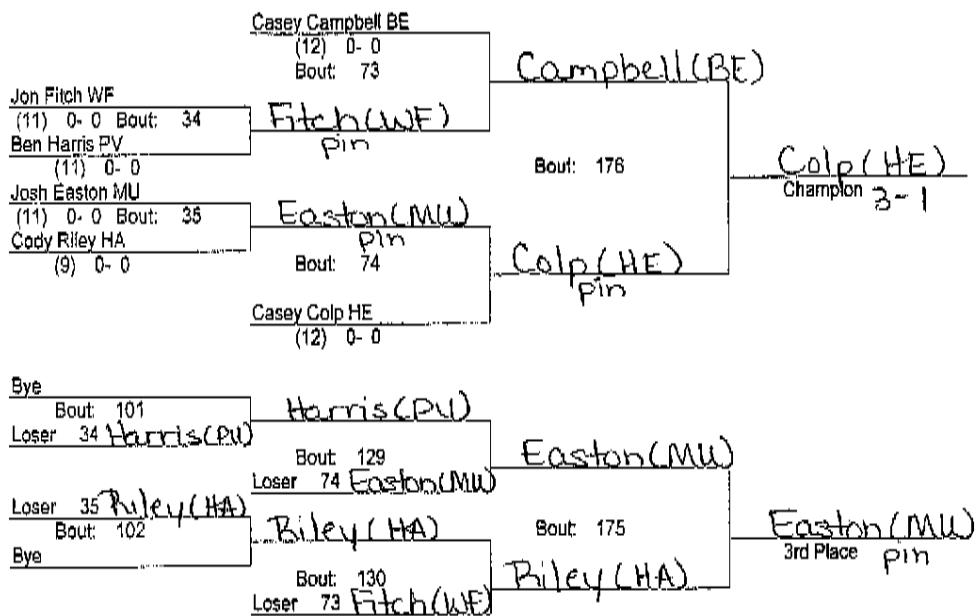 Casey Campbell BE
(12) 0- 0
Bout: 73
Campbell(BE)
Jon Fitch WF
(11) 0- 0 Bout: 34
Fitch(WF)
pin
Ben Harris PV
(11) 0- 0
Bout: 176
Colp(HE)
Champion 3-1
Josh Easton MU
(11) 0- 0 Bout: 35
Easton(MU)
pin
Cody Riley HA
(9) 0- 0
Bout: 74
Colp(HE)
pin
Casey Colp HE
(12) 0- 0
Bye
Bout: 101
Harris(PV)
Loser 34 Harris(PV)
Bout: 129
Easton(MU)
Loser 74 Easton(MU)
Loser 35 Riley(HA)
Bout: 102
Riley(HA)
Bout: 175
Easton(MU)
3rd Place pin
Bye
Bout: 130
Riley(HA)
Loser 73 Fitch(WF)